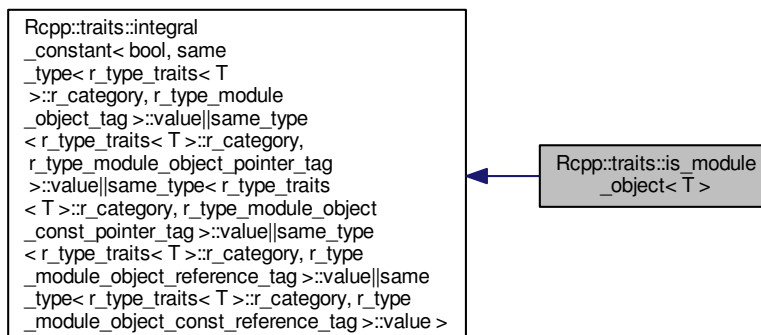 Rcpp::traits::integral
_constant< bool, same
_type< r_type_traits< T
>::r_category, r_type_module
_object_tag >::value||same_type
< r_type_traits< T >::r_category,
r_type_module_object_pointer_tag
>::value||same_type< r_type_traits
< T >::r_category, r_type_module_object
_const_pointer_tag >::value||same_type
< r_type_traits< T >::r_category, r_type
_module_object_reference_tag >::value||same
_type< r_type_traits< T >::r_category, r_type
_module_object_const_reference_tag >::value >
Rcpp::traits::is_module
_object< T >